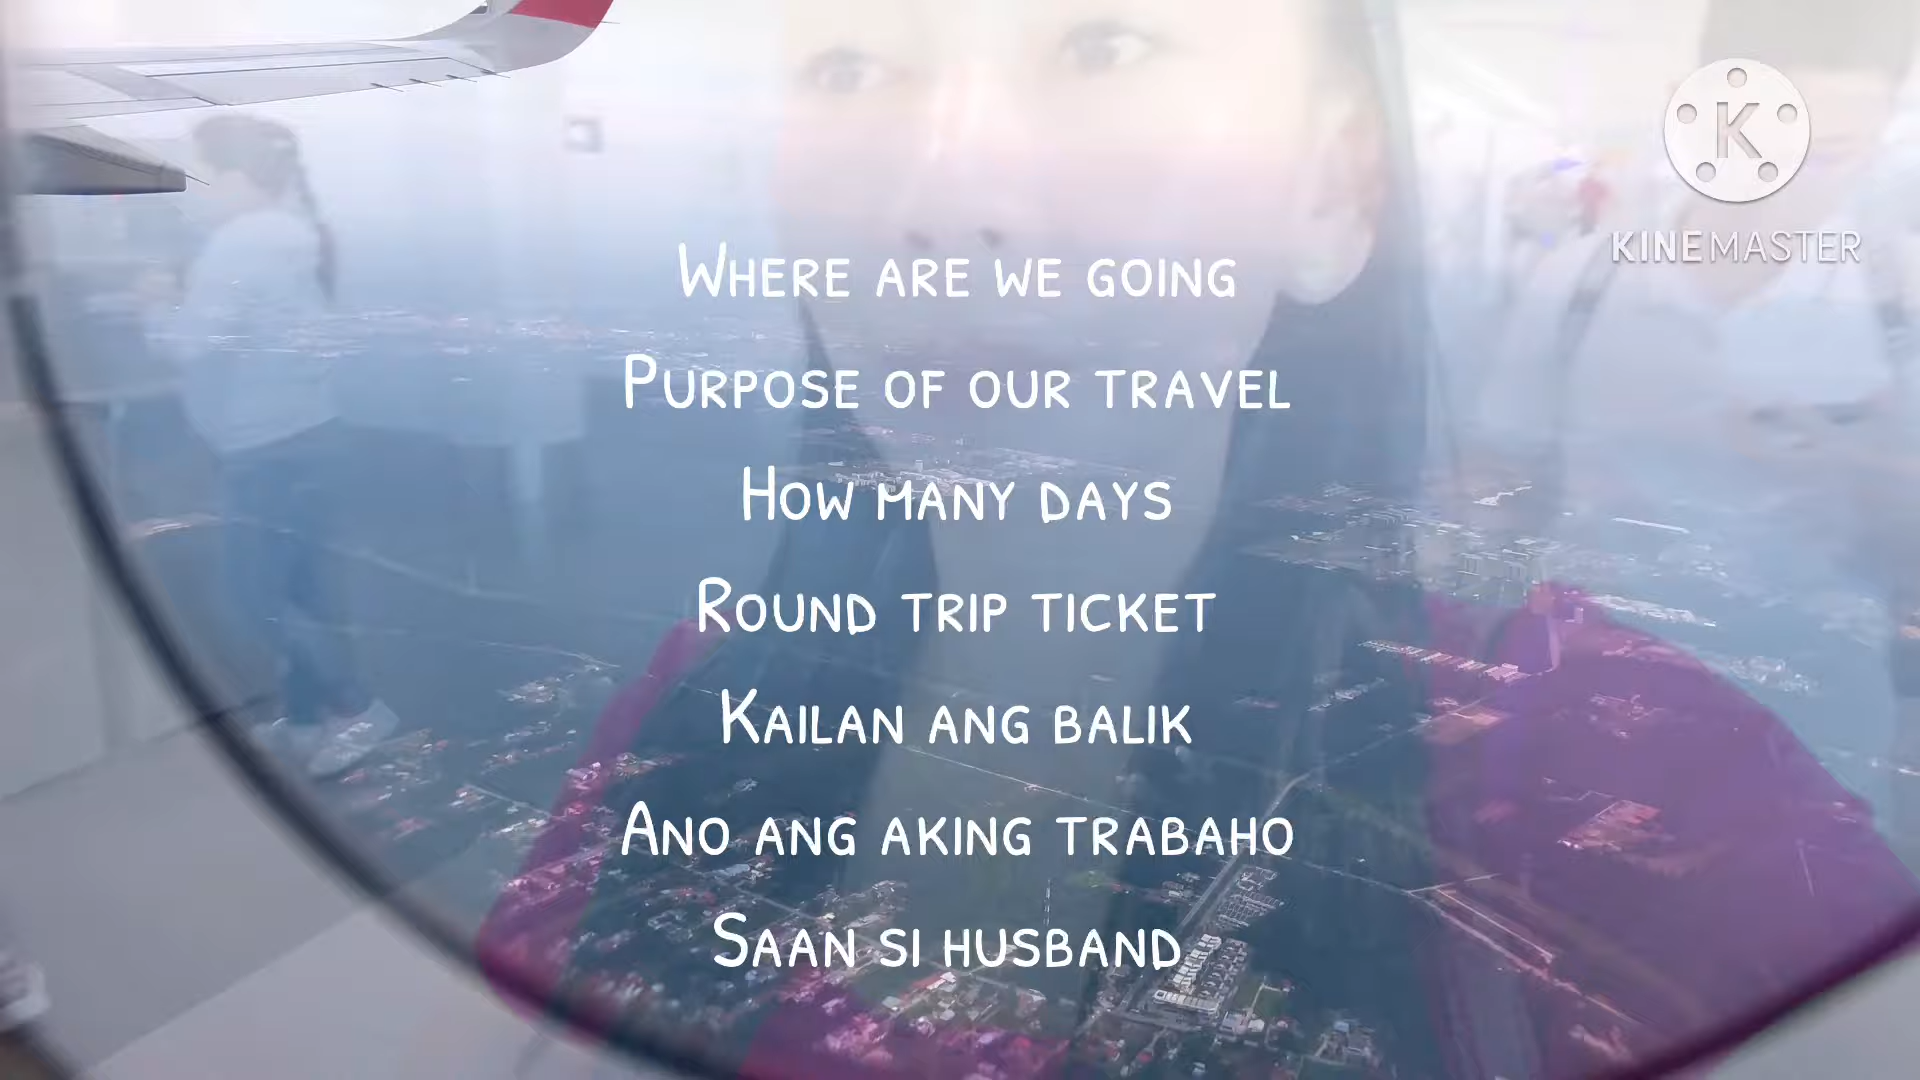 Where are we going
Purpose of our travel
How many days
Round trip ticket
Kailan ang balik
Ano ang aking trabaho
Saan si husband
K
KINEMASTER